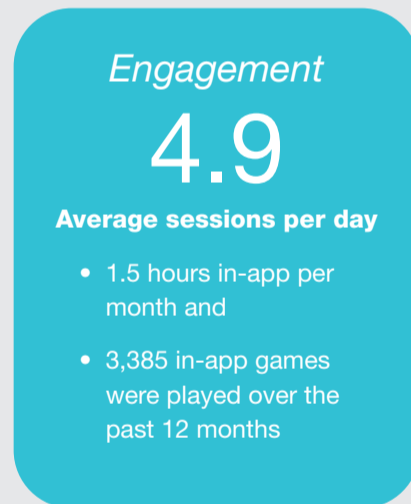 Engagement
4.9
Average sessions per day
• 1.5 hours in-app per
month and
• 3,385 in-app games
were played over the
past 12 months